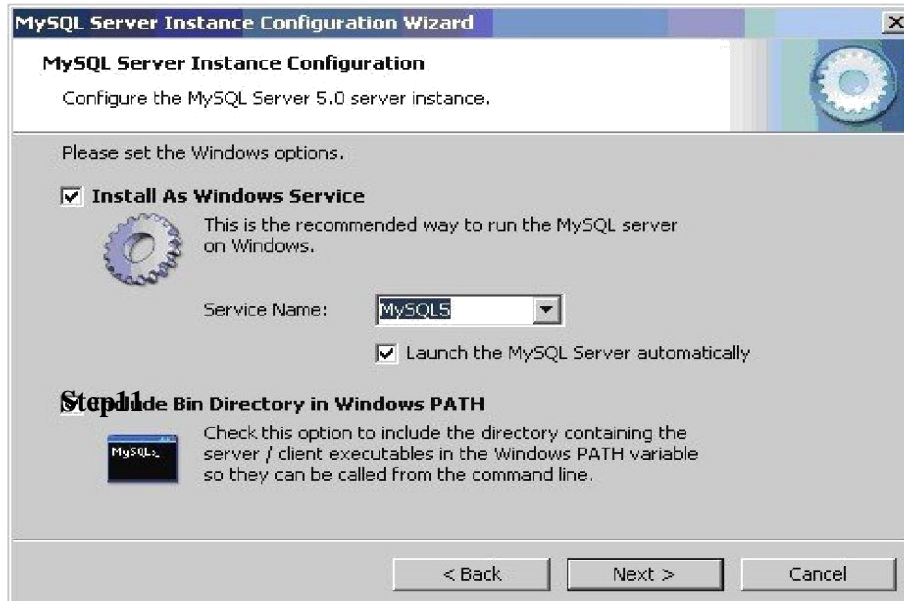 MySQL Server Instance Configuration Wizard
MySQL Server Instance Configuration
Configure the MySQL Server 5.0 server instance.
Please set the Windows options.
Install As Windows Service
This is the recommended way to run the MySQL server
on Windows.
Service Name:
MySQL5
Launch the MySQL Server automatically
Step11
Bin Directory in Windows PATH
Check this option to include the directory containing the
server / client executables in the Windows PATH variable
so they can be called from the command line.
MySQL>_
< Back
Next >
Cancel